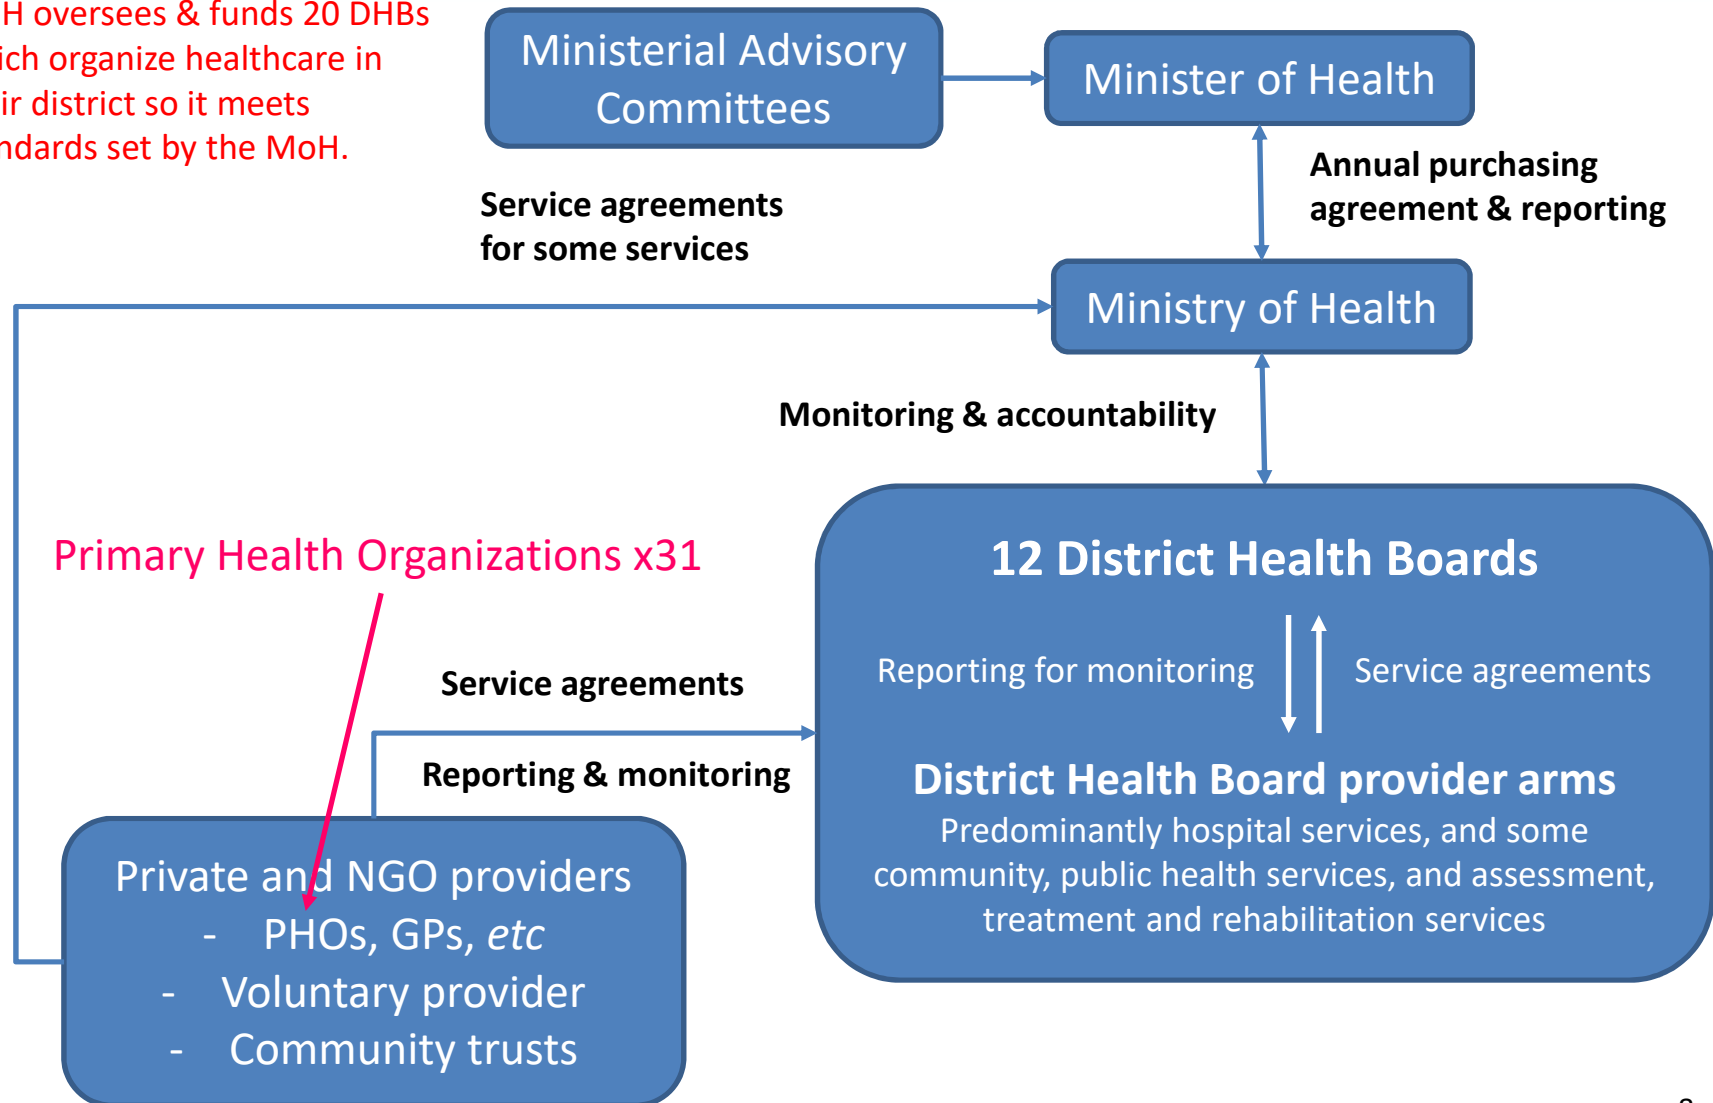 oversees & funds 20 DHBs
organize healthcare in
district so it meets
set by the MoH.
Ministerial Advisory
Committees
Minister of Health
Annual purchasing
agreement & reporting
Service agreements
for some services
Ministry of Health
Monitoring & accountability
Primary Health Organizations x31
12 District Health Boards
Reporting for monitoring
Service agreements
Service agreements
Reporting & monitoring
District Health Board provider arms
Predominantly hospital services, and some
community, public health services, and assessment,
treatment and rehabilitation services
Private and NGO providers
- PHOs, GPs, etc
- Voluntary provider
- Community trusts